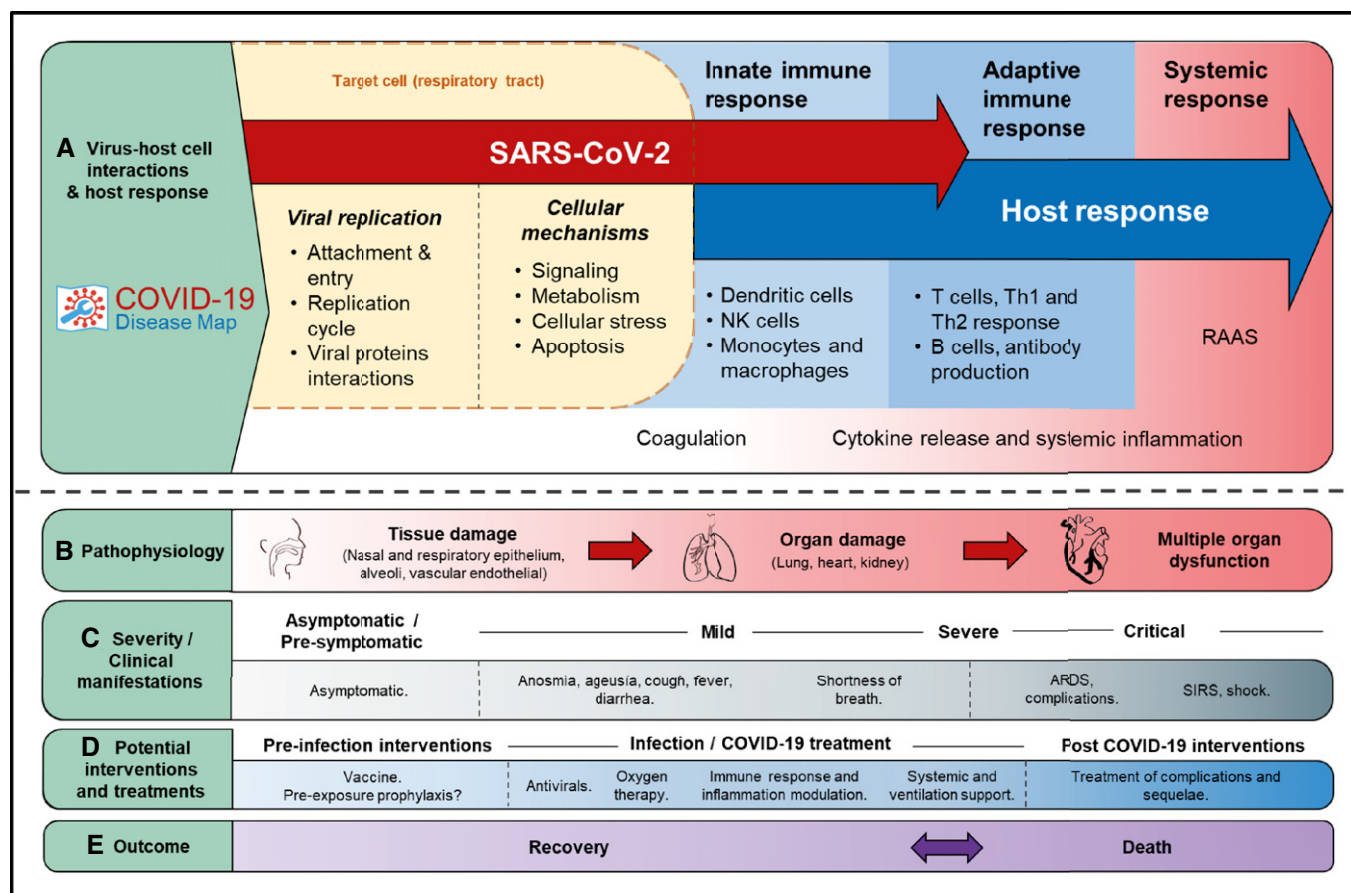 Target cell (respiratory tract)
Innate immune
response
Adaptive
immune
response
Systemic
response
A Virus-host cell
interactions
& host response
SARS-CoV-2
Host response
COVID-19
Disease Map
Viral replication
• Attachment &
entry
• Replication
cycle
• Viral proteins
interactions
Cellular
mechanisms
• Signaling
• Metabolism
• Cellular stress
• Apoptosis
• Dendritic cells
• NK cells
• Monocytes and
macrophages
• T cells, Th1 and
Th2 response
• B cells, antibody
production
RAAS
Coagulation
Cytokine release and systemic inflammation
B Pathophysiology
Tissue damage
(Nasal and respiratory epithelium,
alveoli, vascular endothelial)
Organ damage
(Lung, heart, kidney)
Multiple organ
dysfunction
C Severity /
Clinical
manifestations
Asymptomatic /
Pre-symptomatic
Mild
Severe
Critical
Asymptomatic.
Anosmia, ageusia, cough, fever,
diarrhea.
Shortness of
breath.
ARDS,
complications.
SIRS, shock.
D Potential
interventions
and treatments
Pre-infection interventions
Infection / COVID-19 treatment
Post COVID-19 interventions
Vaccine.
Pre-exposure prophylaxis?
Antivirals.
Oxygen
therapy.
Immune response and
inflammation modulation.
Systemic and
ventilation support.
Treatment of complications and
sequelae.
E Outcome
Recovery
Death